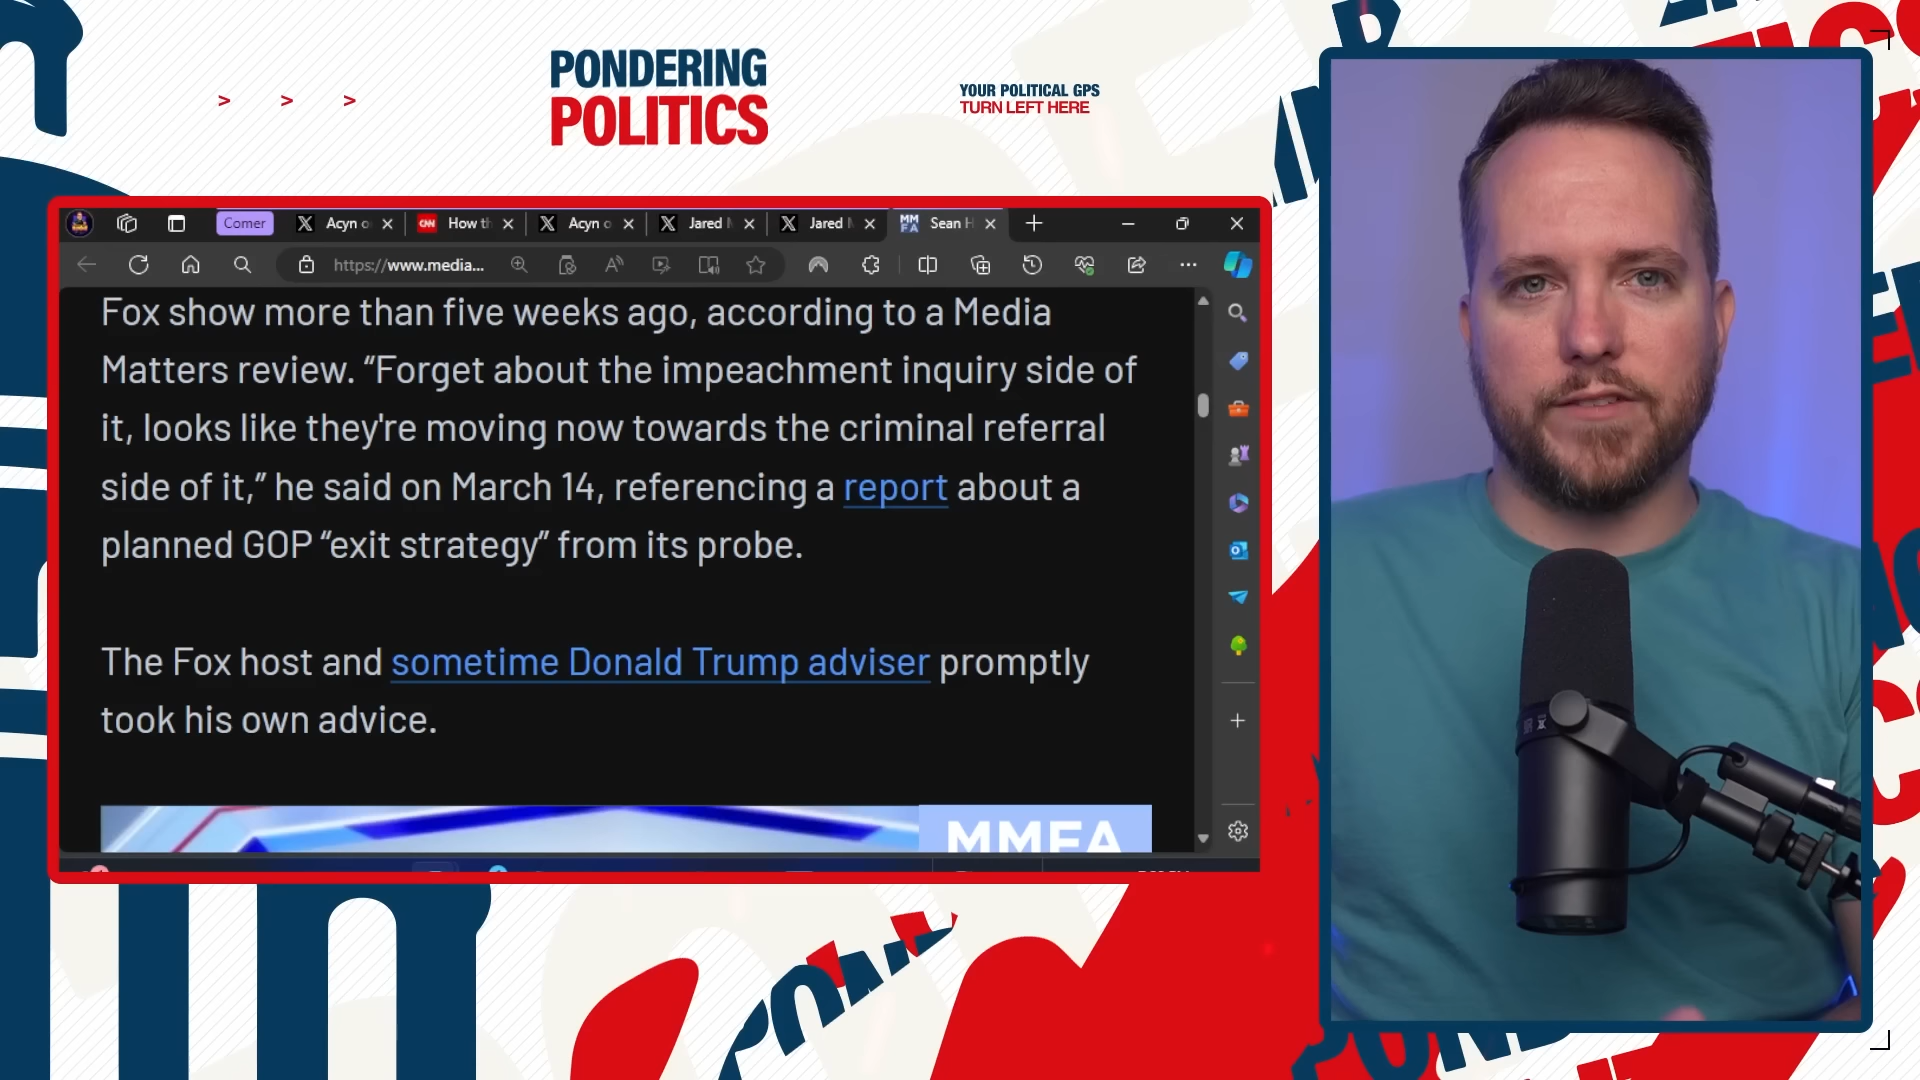 PONDERING
POLITICS
YOUR POLITICAL GPS
TURN LEFT HERE
Comer
Acyn o
CNN
How th
Acyn o
Jared
Jared
MM FA
Sean H
https://www.media...
Fox show more than five weeks ago, according to a Media
Matters review. “Forget about the impeachment inquiry side of
it, looks like they're moving now towards the criminal referral
side of it,” he said on March 14, referencing a report about a
planned GOP “exit strategy” from its probe.
The Fox host and sometime Donald Trump adviser promptly
took his own advice.
MMFA